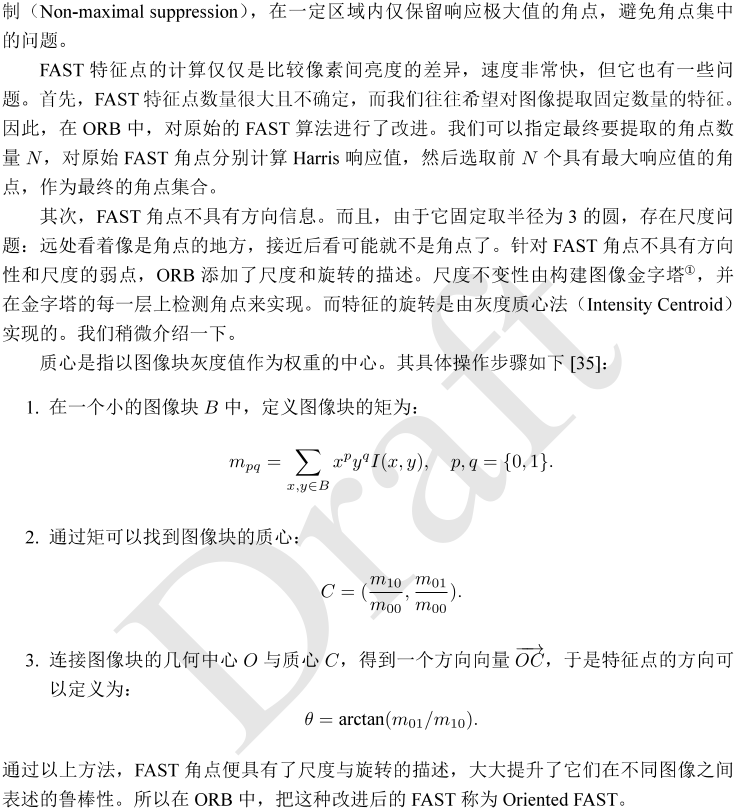 制（Non-maximal suppression），在一定区域内仅保留响应极大值的角点，避免角点集中
的问题。
FAST 特征点的计算仅仅是比较像素间亮度的差异，速度非常快，但它也有一些问
题。首先，FAST 特征点数量很大且不确定，而我们往往希望对图像提取固定数量的特征。
因此，在 ORB 中，对原始的 FAST 算法进行了改进。我们可以指定最终要提取的角点数
量 N，对原始 FAST 角点分别计算 Harris 响应值，然后选取前 N 个具有最大响应值的角
点，作为最终的角点集合。
其次，FAST 角点不具有方向信息。而且，由于它固定取半径为 3 的圆，存在尺度问
题：远处看着像是角点的地方，接近后看可能就不是角点了。针对 FAST 角点不具有方向
性和尺度的弱点，ORB 添加了尺度和旋转的描述。尺度不变性由构建图像金字塔①，并
在金字塔的每一层上检测角点来实现。而特征的旋转是由灰度质心法（Intensity Centroid）
实现的。我们稍微介绍一下。
质心是指以图像块灰度值作为权重的中心。其具体操作步骤如下 [35]：
1. 在一个小的图像块 B 中，定义图像块的矩为：
m_{pq} = \sum_{x,y∈B} x^p y^q I(x, y), p, q = {0, 1}.
2. 通过矩可以找到图像块的质心：
C = (\frac{m_{10}}{m_{00}}, \frac{m_{01}}{m_{00}}).
3. 连接图像块的几何中心 O 与质心 C，得到一个方向向量 \overrightarrow{OC}，于是特征点的方向可
以定义为：
θ = arctan(m_{01}/m_{10}).
通过以上方法，FAST 角点便具有了尺度与旋转的描述，大大提升了它们在不同图像之间
表述的鲁棒性。所以在 ORB 中，把这种改进后的 FAST 称为 Oriented FAST。
Draft